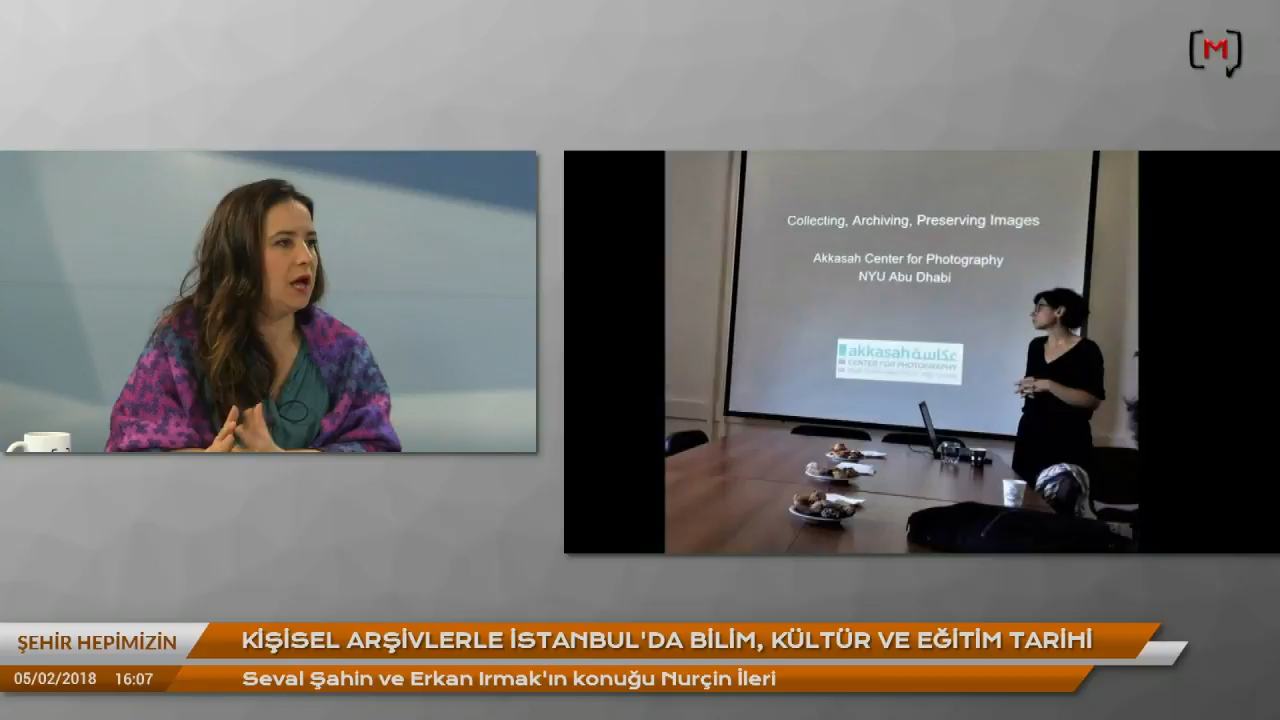 [M]
Collecting, Archiving, Preserving Images
Akkasah Center for Photography
NYU Abu Dhabi
akkasah عكاسة
CENTER FOR PHOTOGRAPHY
ŞEHİR HEPİMİZİN
KİŞİSEL ARŞİVLERLE İSTANBUL'DA BİLİM, KÜLTÜR VE EĞİTİM TARİHİ
05/02/2018 16:07
Seval Şahin ve Erkan Irmak'ın konuğu Nurçin İleri